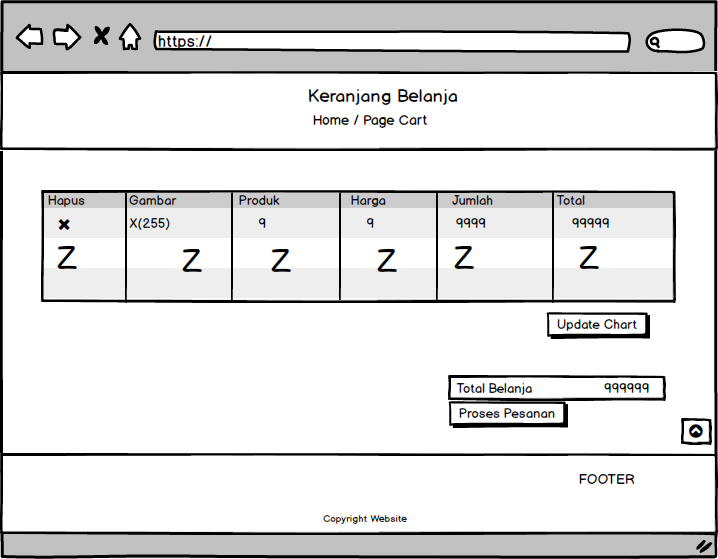 https://
Keranjang Belanja
Home / Page Cart
Hapus Gambar Produk Harga Jumlah Total
X(255) 9 9 9999 99999
Z Z Z Z Z Z
Update Chart
Total Belanja 999999
Proses Pesanan
FOOTER
Copyright Website